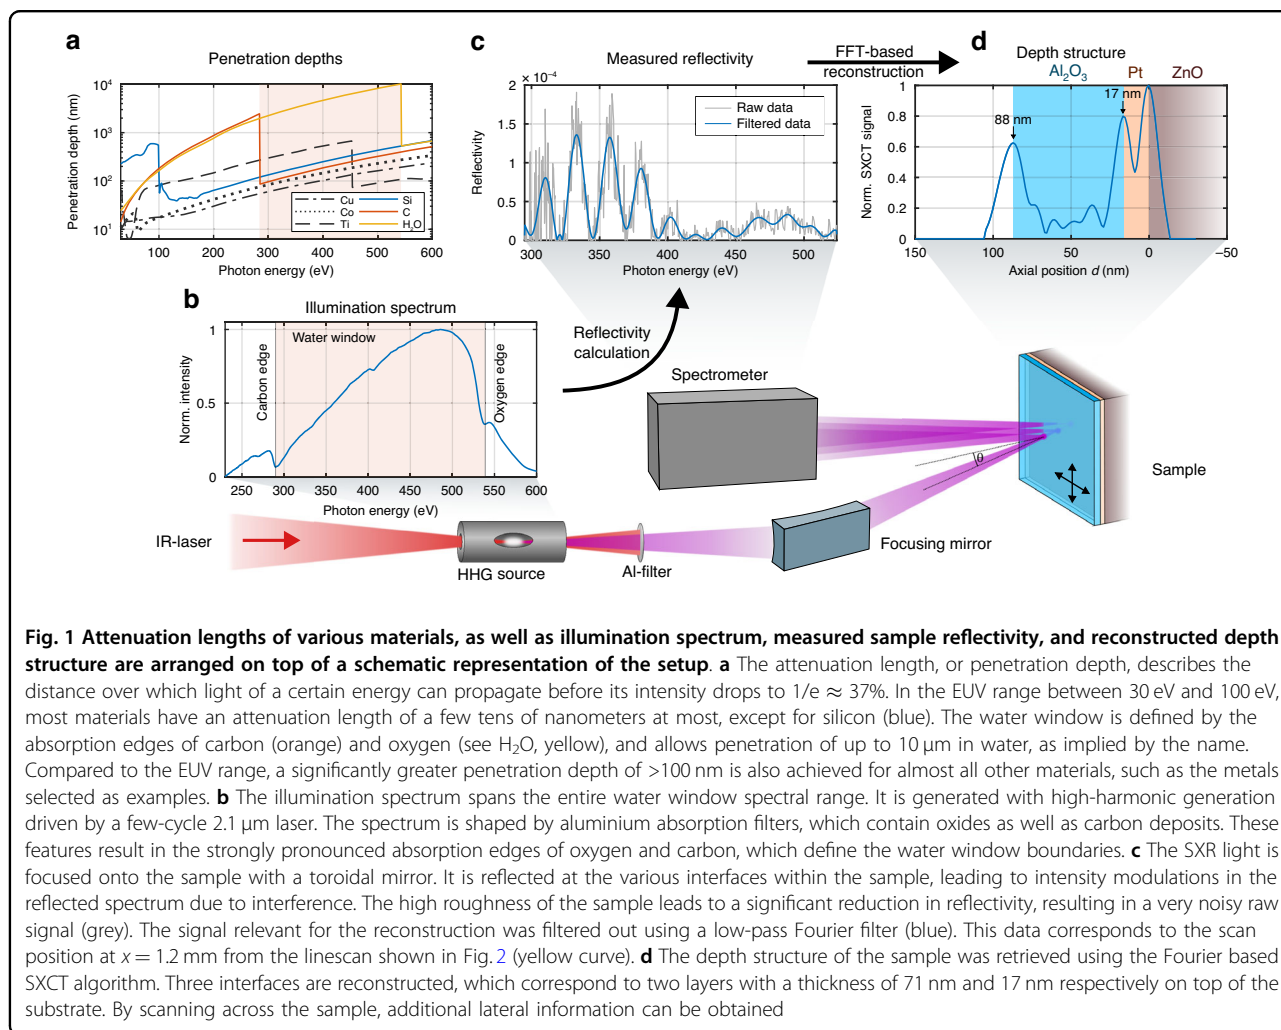 a
Penetration depths
Penetration depth (nm)
10⁴
10³
10²
10¹
Cu
Co
Ti
Si
C
H₂O
100 200 300 400 500 600
Photon energy (eV)
b
Illumination spectrum
Norm. intensity
1
0.5
0
Carbon edge
Water window
Oxygen edge
250 300 350 400 450 500 550 600
Photon energy (eV)
c
Measured reflectivity
× 10⁻⁴
Reflectivity
2
1.5
1
0.5
0
Raw data
Filtered data
300 350 400 450 500
Photon energy (eV)
FFT-based
reconstruction
d
Depth structure
Al₂O₃ Pt ZnO
Norm. SXCT signal
1
0.8
0.6
0.4
0.2
0
88 nm
17 nm
150 100 50 0 –50
Axial position d (nm)
Reflectivity
calculation
Spectrometer
θ
Sample
IR-laser
HHG source
Al-filter
Focusing mirror
Fig. 1 Attenuation lengths of various materials, as well as illumination spectrum, measured sample reflectivity, and reconstructed depth
structure are arranged on top of a schematic representation of the setup. a The attenuation length, or penetration depth, describes the
distance over which light of a certain energy can propagate before its intensity drops to 1/e ≈ 37%. In the EUV range between 30 eV and 100 eV,
most materials have an attenuation length of a few tens of nanometers at most, except for silicon (blue). The water window is defined by the
absorption edges of carbon (orange) and oxygen (see H₂O, yellow), and allows penetration of up to 10 μm in water, as implied by the name.
Compared to the EUV range, a significantly greater penetration depth of >100 nm is also achieved for almost all other materials, such as the metals
selected as examples. b The illumination spectrum spans the entire water window spectral range. It is generated with high-harmonic generation
driven by a few-cycle 2.1 μm laser. The spectrum is shaped by aluminium absorption filters, which contain oxides as well as carbon deposits. These
features result in the strongly pronounced absorption edges of oxygen and carbon, which define the water window boundaries. c The SXR light is
focused onto the sample with a toroidal mirror. It is reflected at the various interfaces within the sample, leading to intensity modulations in the
reflected spectrum due to interference. The high roughness of the sample leads to a significant reduction in reflectivity, resulting in a very noisy raw
signal (grey). The signal relevant for the reconstruction was filtered out using a low-pass Fourier filter (blue). This data corresponds to the scan
position at x = 1.2 mm from the linescan shown in Fig. 2 (yellow curve). d The depth structure of the sample was retrieved using the Fourier based
SXCT algorithm. Three interfaces are reconstructed, which correspond to two layers with a thickness of 71 nm and 17 nm respectively on top of the
substrate. By scanning across the sample, additional lateral information can be obtained